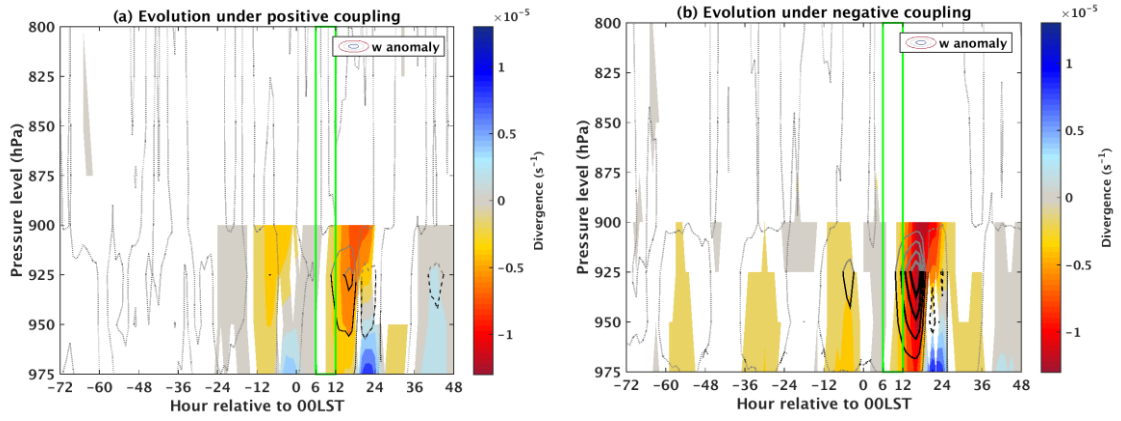 (a) Evolution under positive coupling
×10⁻⁵
w anomaly
800
825
850
875
900
925
950
975
Pressure level (hPa)
-72 -60 -48 -36 -24 -12 0 6 12 24 36 48
Hour relative to 00LST
1
0.5
0
-0.5
-1
Divergence (s⁻¹)
(b) Evolution under negative coupling
×10⁻⁵
w anomaly
800
825
850
875
900
925
950
975
Pressure level (hPa)
-72 -60 -48 -36 -24 -12 0 6 12 24 36 48
Hour relative to 00LST
1
0.5
0
-0.5
-1
Divergence (s⁻¹)